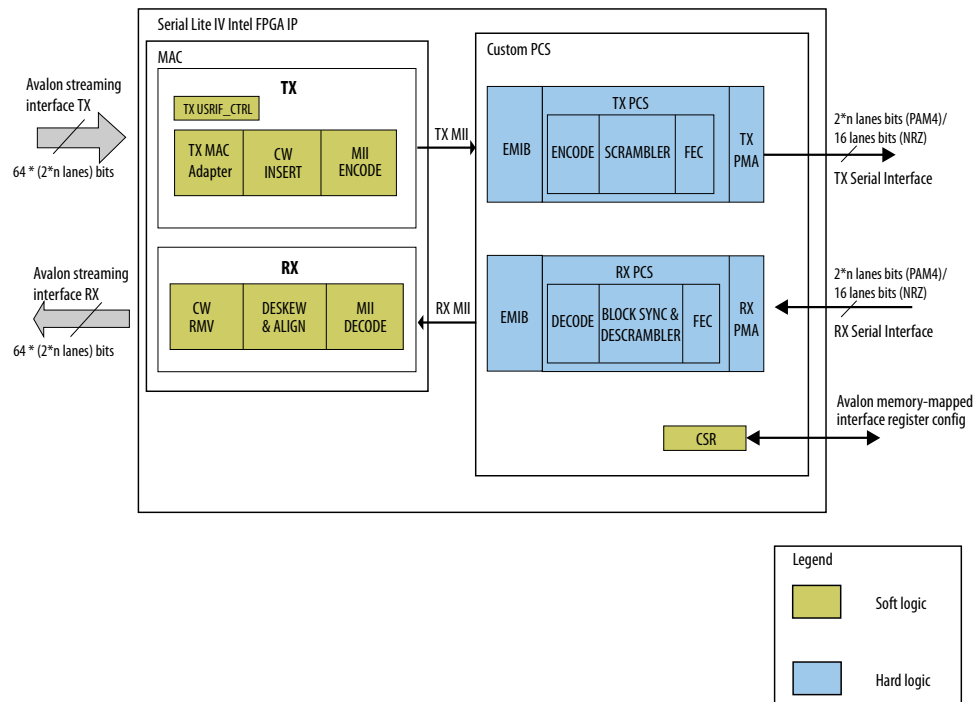 Serial Lite IV Intel FPGA IP
MAC
Custom PCS
Avalon streaming
interface TX
64 * (2*n lanes) bits
TX
TX USRIF_CTRL
TX MAC
Adapter
CW
INSERT
MII
ENCODE
TX MII
EMIB
TX PCS
ENCODE
SCRAMBLER
FEC
TX
PMA
2*n lanes bits (PAM4)/
16 lanes bits (NRZ)
TX Serial Interface
Avalon streaming
interface RX
64 * (2*n lanes) bits
RX
CW
RMV
DESKEW
& ALIGN
MII
DECODE
RX MII
EMIB
RX PCS
DECODE
BLOCK SYNC &
DESCRAMBLER
FEC
RX
PMA
2*n lanes bits (PAM4)/
16 lanes bits (NRZ)
RX Serial Interface
CSR
Avalon memory-mapped
interface register config
Legend
Soft logic
Hard logic